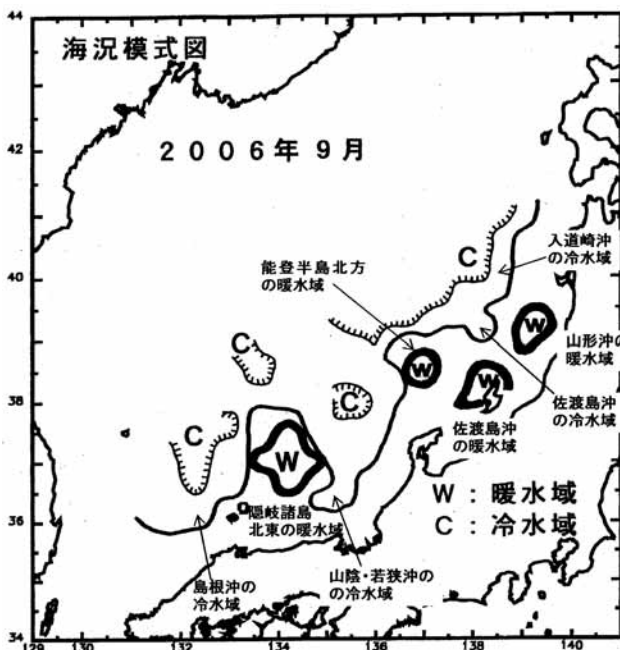 44
海況模式図
2006年9月
42
入道崎沖
の冷水域
C
能登半島北方
の暖水域
40
W
山形沖の
暖水域
C
W
W
C
佐渡島沖
の冷水域
佐渡島沖
の暖水域
38
C
W
W:暖水域
C:冷水域
隠岐諸島
北東の暖水域
36
島根沖の
冷水域
山陰・若狭沖の
の冷水域
34
129 130 132 134 136 138 140